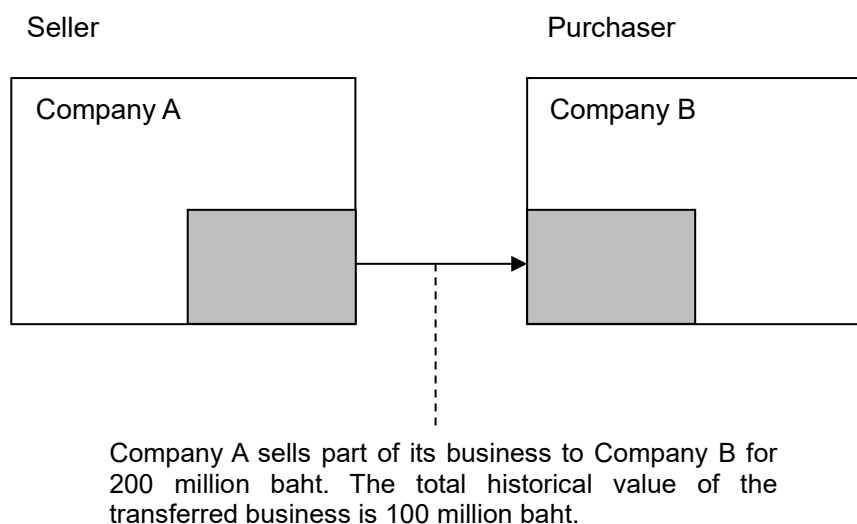 Seller
Purchaser
Company A
Company B
Company A sells part of its business to Company B for
200 million baht. The total historical value of the
transferred business is 100 million baht.